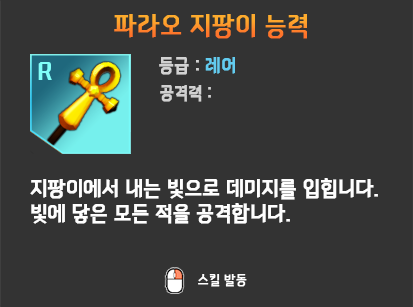 파라오 지팡이 능력
R
등급 : 레어
공격력 :
지팡이에서 내는 빛으로 데미지를 입힙니다.
빛에 닿은 모든 적을 공격합니다.
스킬 발동